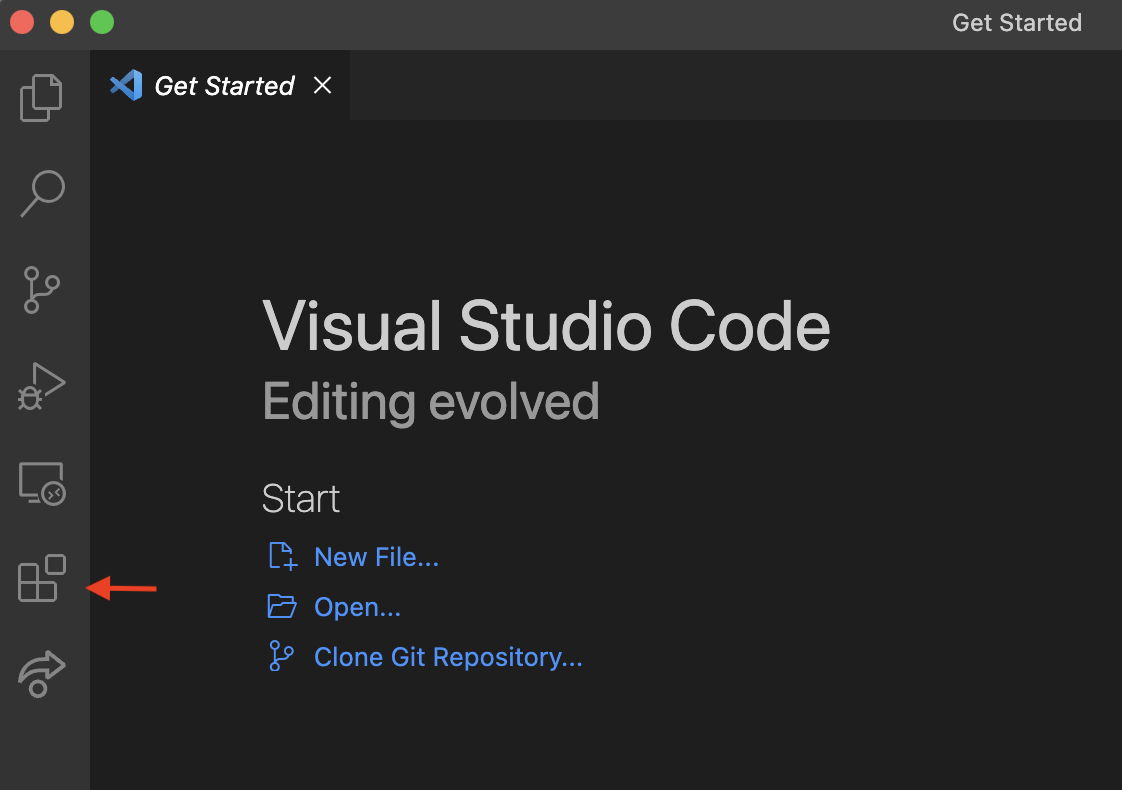 Get Started
Get Started
Visual Studio Code
Editing evolved
Start
New File...
Open...
Clone Git Repository...